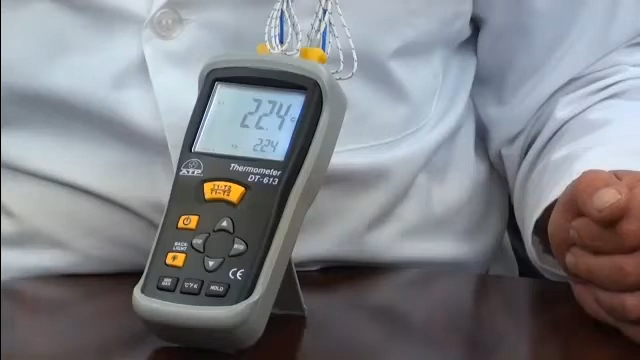 22.4
22.4
ATP
Thermometer
DT-613
T1-T2
T1-T2
BACK
LIGHT
CE
°C°F K
HOLD